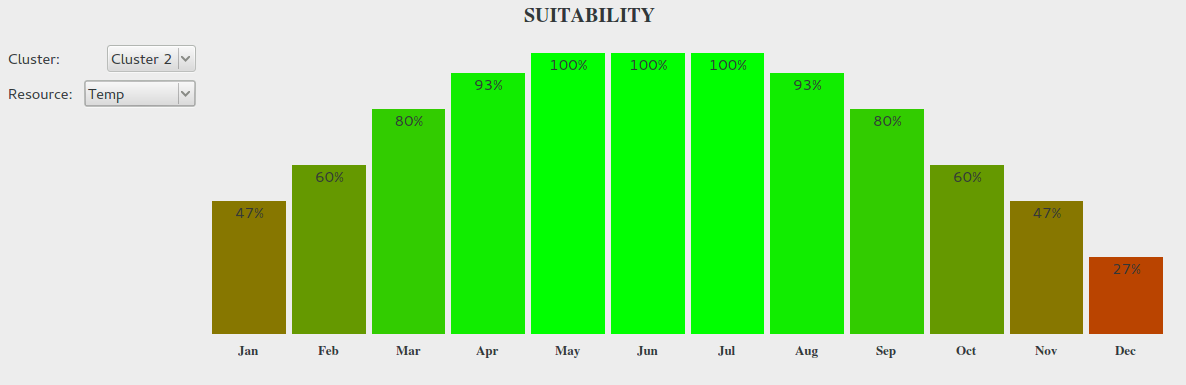 SUITABILITY
Cluster: Cluster 2
Resource: Temp
47% 60% 80% 93% 100% 100% 100% 93% 80% 60% 47% 27%
Jan Feb Mar Apr May Jun Jul Aug Sep Oct Nov Dec